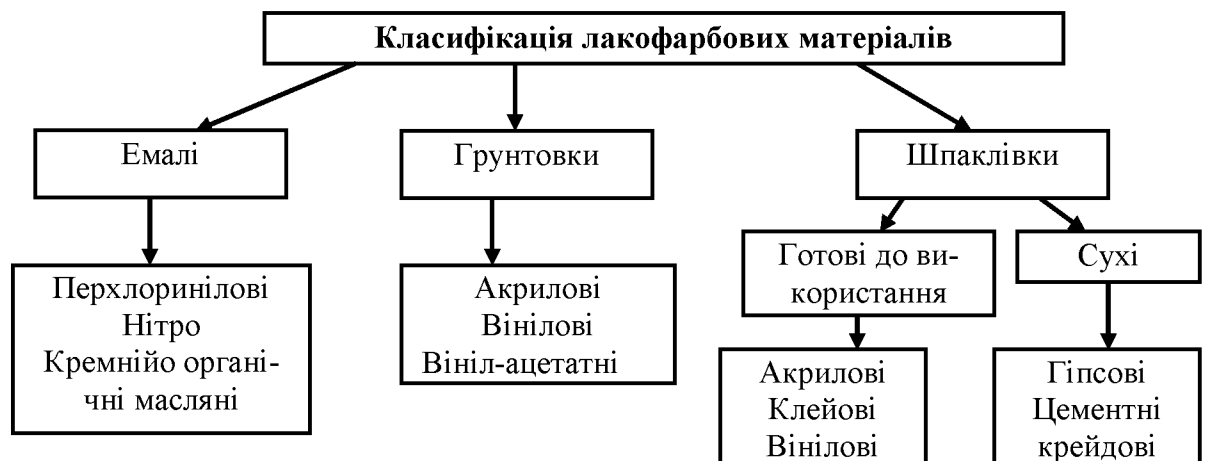 Класифікація лакофарбових матеріалів
Емалі
Грунтовки
Шпаклівки
Готові до ви-
користання
Сухі
Перхлоринілові
Нітро
Кремнійо органі-
чні масляні
Акрилові
Вінілові
Вініл-ацетатні
Акрилові
Клейові
Вінілові
Гіпсові
Цементні
крейдові